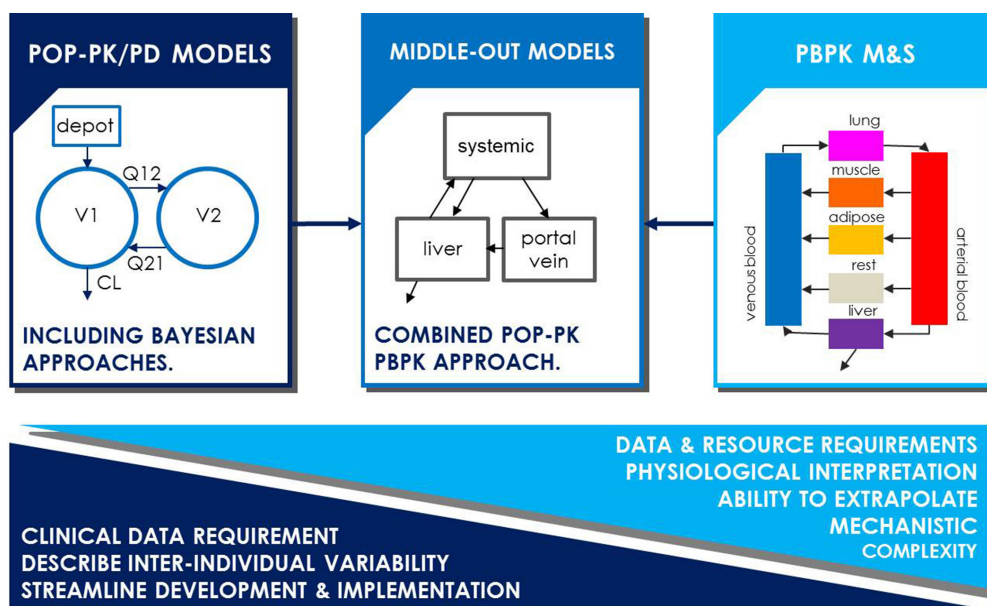 POP-PK/PD MODELS
depot
Q12
V1
V2
Q21
CL
INCLUDING BAYESIAN
APPROACHES.
MIDDLE-OUT MODELS
systemic
liver
portal
vein
COMBINED POP-PK
PBPK APPROACH.
PBPK M&S
lung
muscle
adipose
rest
liver
venous blood
arterial blood
DATA & RESOURCE REQUIREMENTS
PHYSIOLOGICAL INTERPRETATION
ABILITY TO EXTRAPOLATE
MECHANISTIC
COMPLEXITY
CLINICAL DATA REQUIREMENT
DESCRIBE INTER-INDIVIDUAL VARIABILITY
STREAMLINE DEVELOPMENT & IMPLEMENTATION